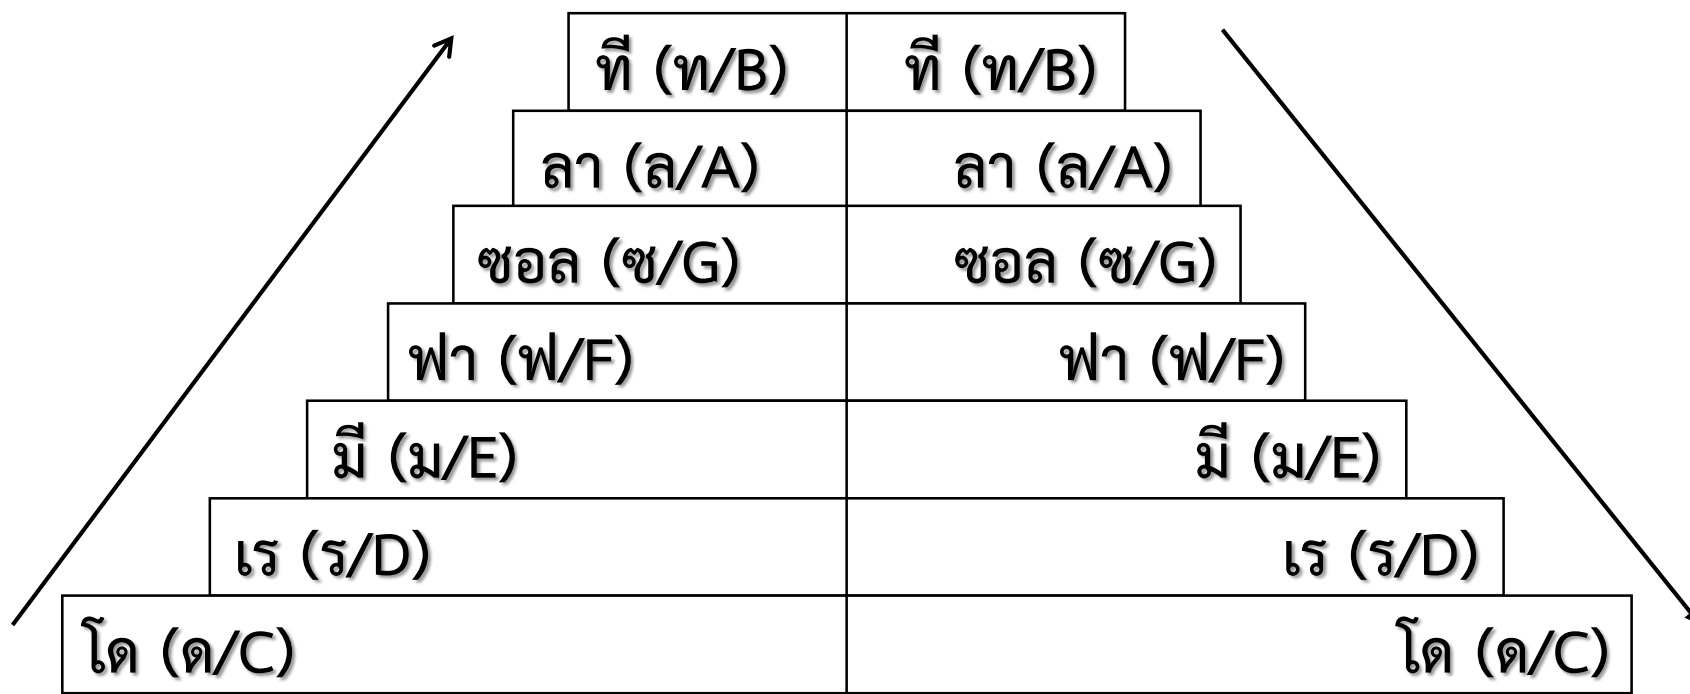 ที (ท/B) ที (ท/B)
ลา (ล/A) ลา (ล/A)
ซอล (ซ/G) ซอล (ซ/G)
ฟา (ฟ/F) ฟา (ฟ/F)
มี (ม/E) มี (ม/E)
เร (ร/D) เร (ร/D)
โด (ด/C) โด (ด/C)